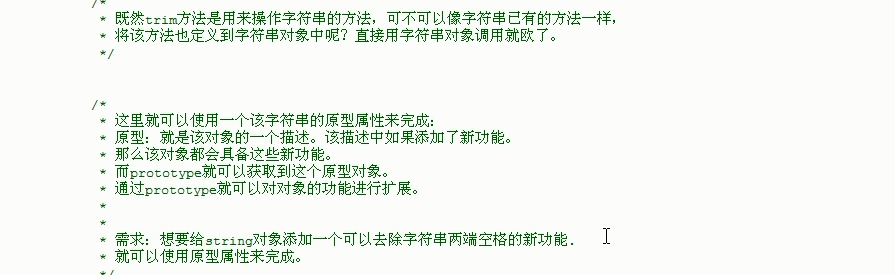 /*
* 既然trim方法是用来操作字符串的方法，可不可以像字符串已有的方法一样，
* 将该方法也定义到字符串对象中呢？直接用字符串对象调用就欧了。
*/
/*
* 这里就可以使用一个该字符串的原型属性来完成：
* 原型：就是该对象的一个描述。该描述中如果添加了新功能。
* 那么该对象都会具备这些新功能。
* 而prototype就可以获取到这个原型对象。
* 通过prototype就可以对对象的功能进行扩展。
*
*
* 需求：想要给string对象添加一个可以去除字符串两端空格的新功能.
* 就可以使用原型属性来完成。
*/